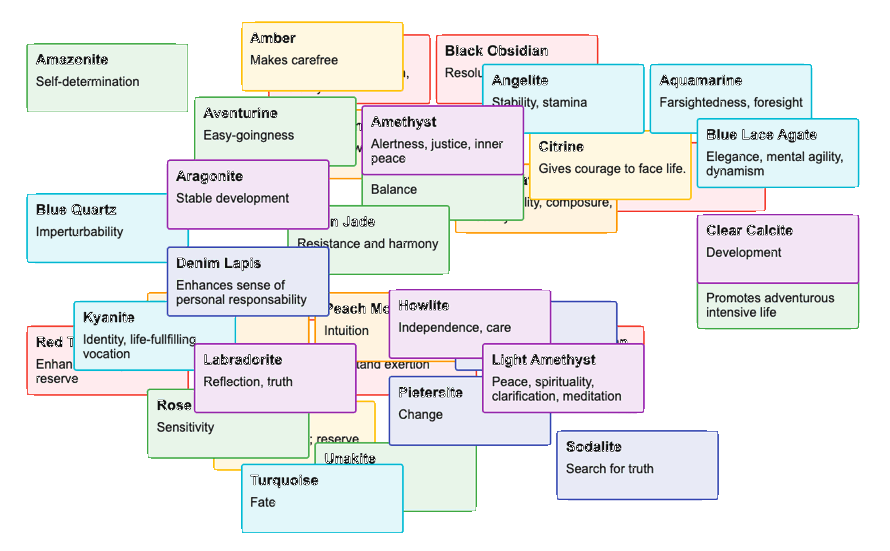 Amber
Makes carefree
Black Obsidian
Amazonite
Self-determination
Angelite
Stability, stamina
Aquamarine
Farsightedness, foresight
Aventurine
Easy-goingness
Amethyst
Alertness, justice, inner
peace
Citrine
Gives courage to face life.
Blue Lace Agate
Elegance, mental agility,
dynamism
Aragonite
Stable development
Balance
composure,
Blue Quartz
Imperturbability
Jade
Resistance and harmony
Clear Calcite
Development
Denim Lapis
Enhances sense of
personal responsability
Promotes adventurous
intensive life
Kyanite
Identity, life-fullfilling
vocation
Peach
Intuition
Howlite
Independence, care
Red
reserve
and exertion
Labradorite
Reflection, truth
Light Amethyst
Peace, spirituality,
clarification, meditation
Rose
Sensitivity
Pietersite
Change
reserve
Unakite
Sodalite
Search for truth
Turquoise
Fate